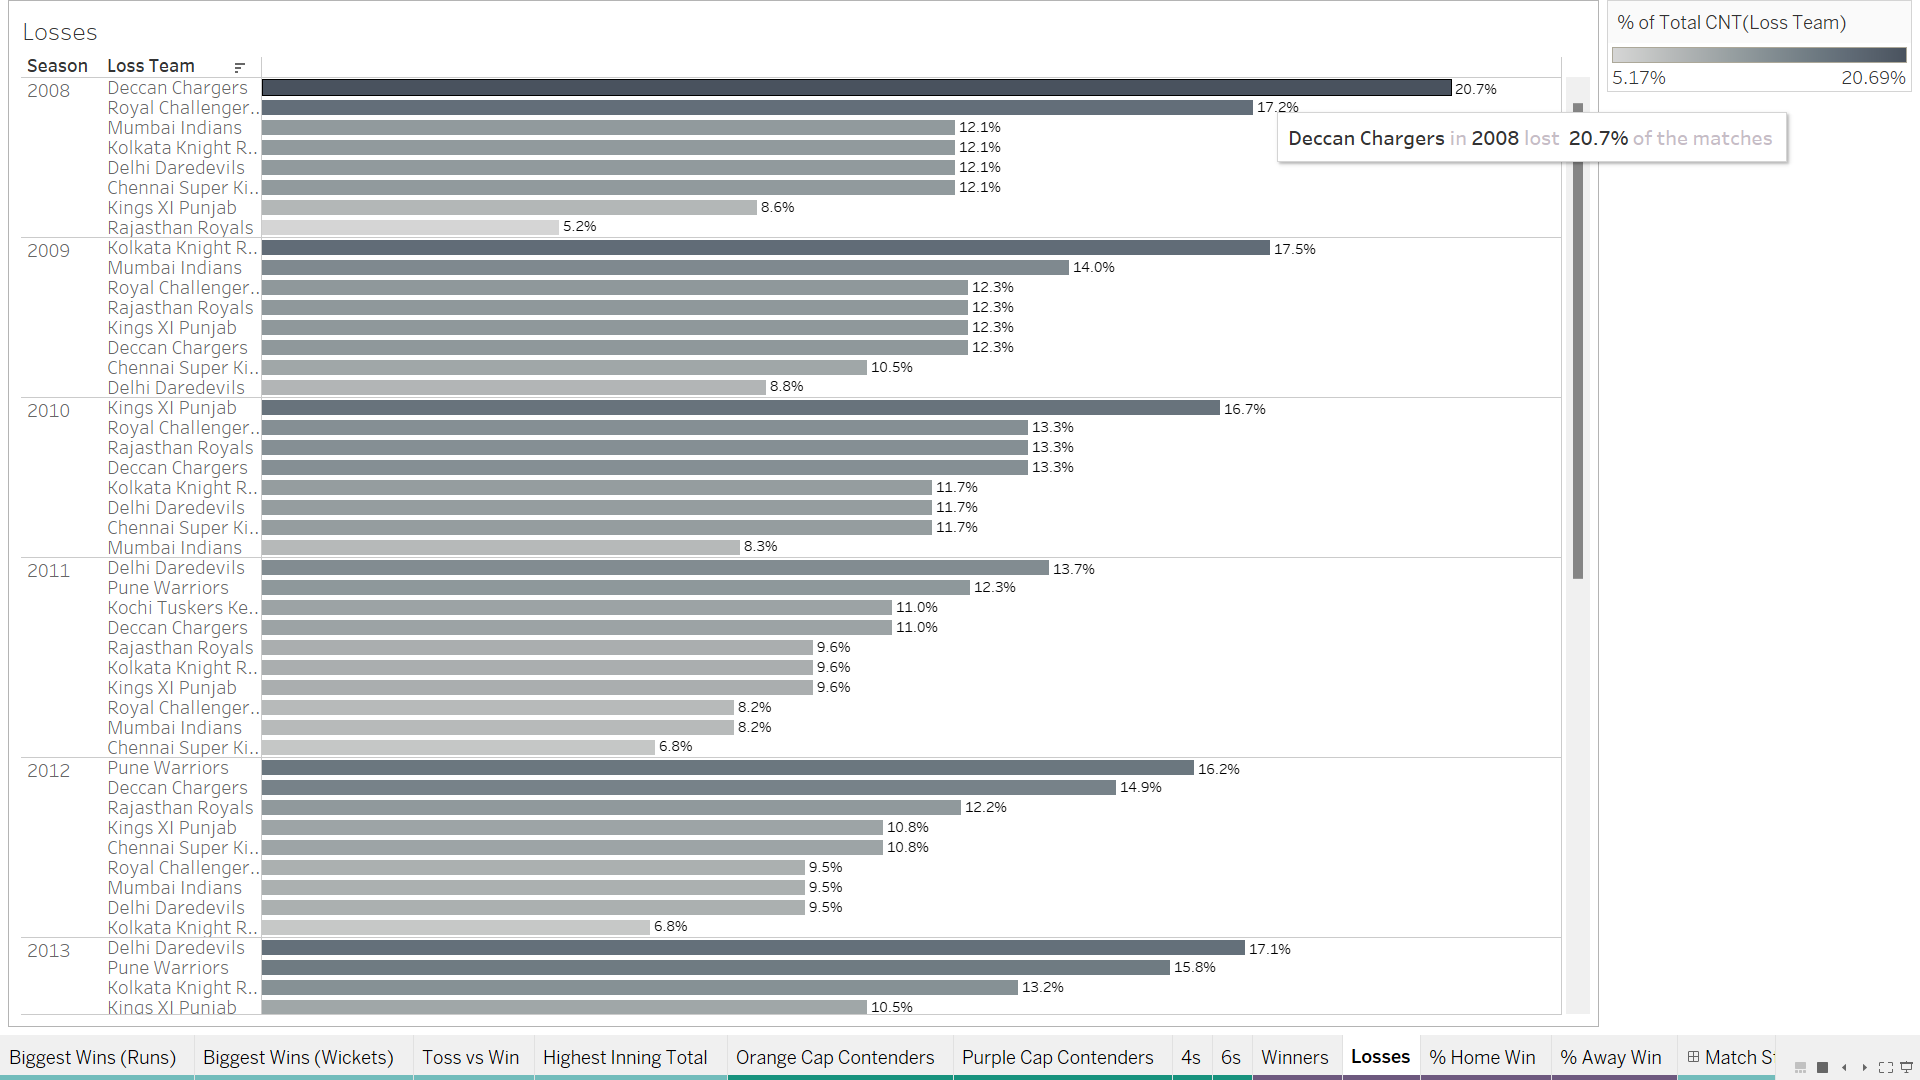 Losses
Season Loss Team
2008 Deccan Chargers 20.7%
Royal Challenger.. 17.2%
Mumbai Indians 12.1%
Kolkata Knight R.. 12.1%
Delhi Daredevils 12.1%
Chennai Super Ki.. 12.1%
Kings XI Punjab 8.6%
Rajasthan Royals 5.2%
2009 Kolkata Knight R.. 17.5%
Mumbai Indians 14.0%
Royal Challenger.. 12.3%
Rajasthan Royals 12.3%
Kings XI Punjab 12.3%
Deccan Chargers 12.3%
Chennai Super Ki.. 10.5%
Delhi Daredevils 8.8%
2010 Kings XI Punjab 16.7%
Royal Challenger.. 13.3%
Rajasthan Royals 13.3%
Deccan Chargers 13.3%
Kolkata Knight R.. 11.7%
Delhi Daredevils 11.7%
Chennai Super Ki.. 11.7%
Mumbai Indians 8.3%
2011 Delhi Daredevils 13.7%
Pune Warriors 12.3%
Kochi Tuskers Ke.. 11.0%
Deccan Chargers 11.0%
Rajasthan Royals 9.6%
Kolkata Knight R.. 9.6%
Kings XI Punjab 9.6%
Royal Challenger.. 8.2%
Mumbai Indians 8.2%
Chennai Super Ki.. 6.8%
2012 Pune Warriors 16.2%
Deccan Chargers 14.9%
Rajasthan Royals 12.2%
Kings XI Punjab 10.8%
Chennai Super Ki.. 10.8%
Royal Challenger.. 9.5%
Mumbai Indians 9.5%
Delhi Daredevils 9.5%
Kolkata Knight R.. 6.8%
2013 Delhi Daredevils 17.1%
Pune Warriors 15.8%
Kolkata Knight R.. 13.2%
Kings XI Punjab 10.5%
Deccan Chargers in 2008 lost 20.7% of the matches
% of Total CNT(Loss Team)
5.17% 20.69%
Biggest Wins (Runs) Biggest Wins (Wickets) Toss vs Win Highest Inning Total Orange Cap Contenders Purple Cap Contenders 4s 6s Winners Losses % Home Win % Away Win Match S